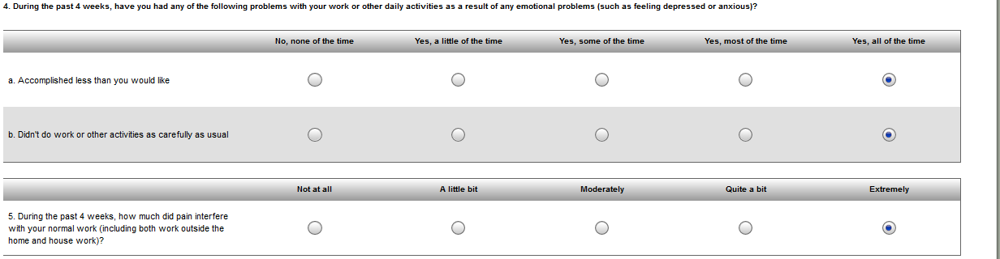 4. During the past 4 weeks, have you had any of the following problems with your work or other daily activities as a result of any emotional problems (such as feeling depressed or anxious)?
No, none of the time Yes, a little of the time Yes, some of the time Yes, most of the time Yes, all of the time
a. Accomplished less than you would like
b. Didn't do work or other activities as carefully as usual
Not at all A little bit Moderately Quite a bit Extremely
5. During the past 4 weeks, how much did pain interfere
with your normal work (including both work outside the
home and house work)?